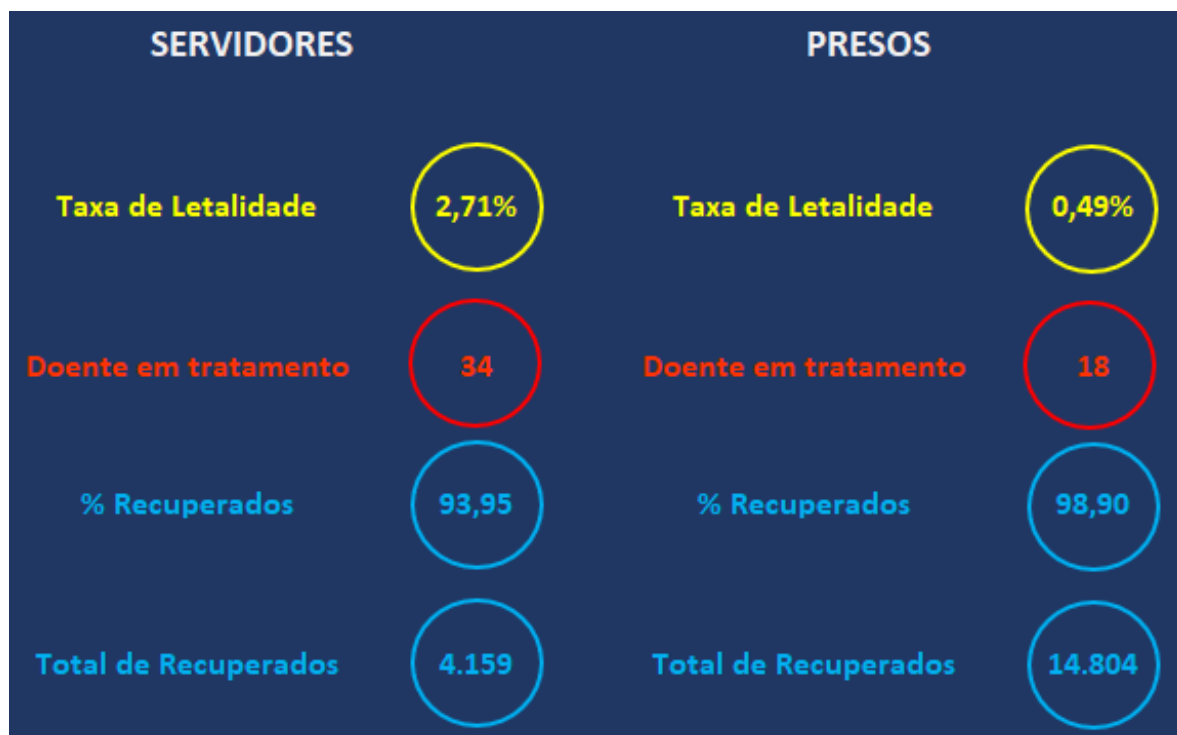 SERVIDORES
Taxa de Letalidade 2,71%
Doente em tratamento 34
% Recuperados 93,95
Total de Recuperados 4.159
PRESOS
Taxa de Letalidade 0,49%
Doente em tratamento 18
% Recuperados 98,90
Total de Recuperados 14.804